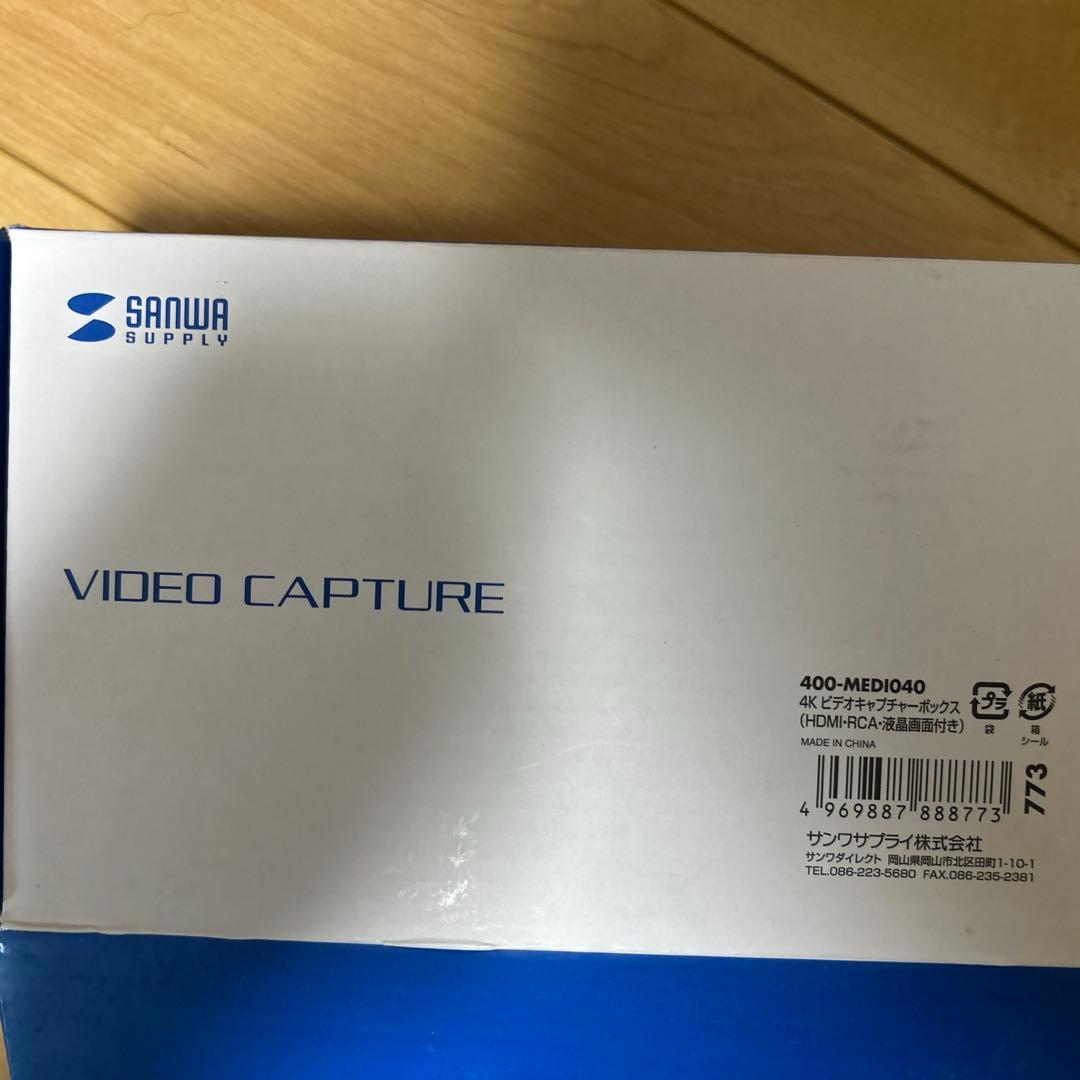 SANWA
SUPPLY
VIDEO CAPTURE
400-MEDI040
4K ビデオキャプチャーボックス
(HDMI・RCA・液晶画面付き)
プラ
袋
紙
箱
シール
MADE IN CHINA
773
4 969887 888773
サンワサプライ株式会社
サンワダイレクト 岡山県岡山市北区田町1-10-1
TEL.086-223-5680 FAX.086-235-2381